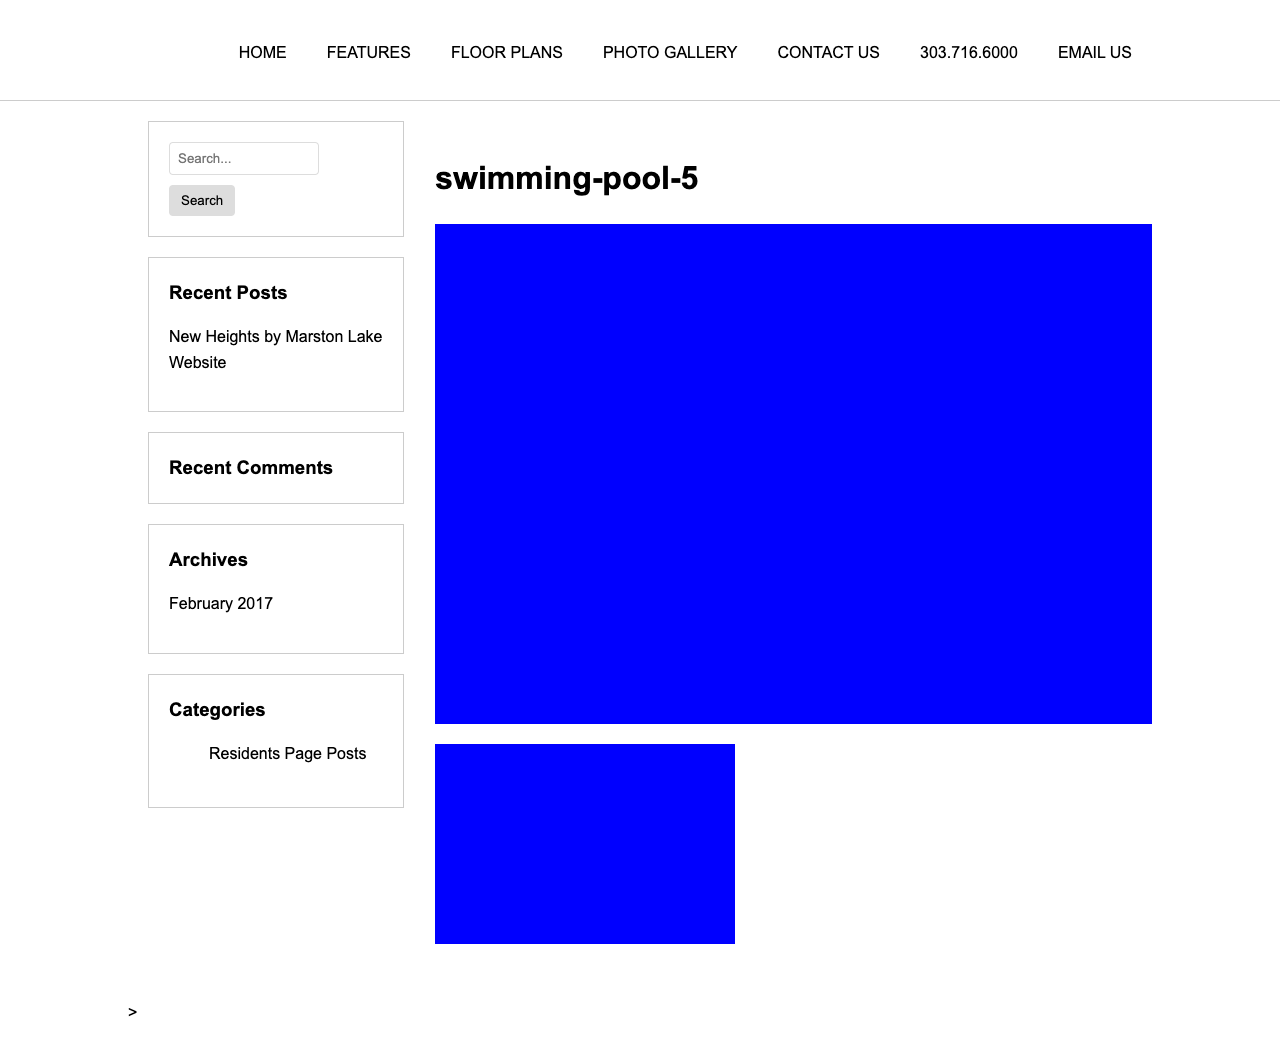 HOME FEATURES FLOOR PLANS PHOTO GALLERY CONTACT US 303.716.6000 EMAIL US
Search...
Search
Recent Posts
New Heights by Marston Lake
Website
Recent Comments
Archives
February 2017
Categories
Residents Page Posts
swimming-pool-5
>